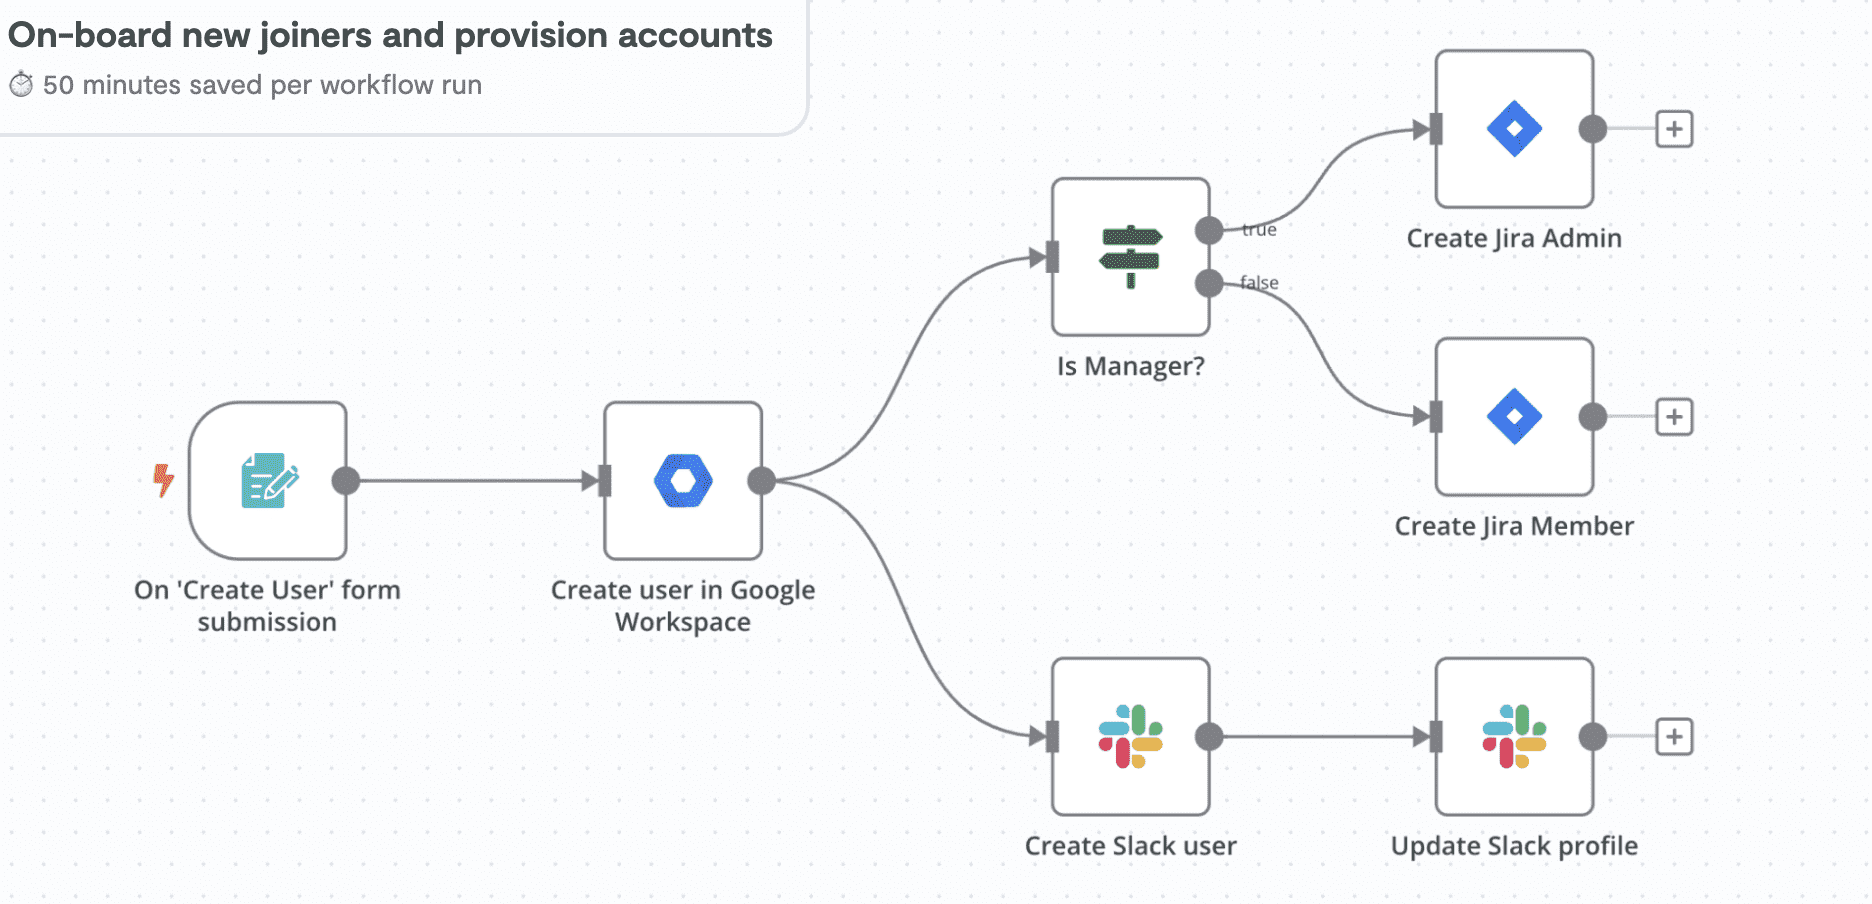 On-board new joiners and provision accounts
⏱ 50 minutes saved per workflow run
true
false
Create Jira Admin
Is Manager?
Create Jira Member
On 'Create User' form
submission
Create user in Google
Workspace
Create Slack user
Update Slack profile